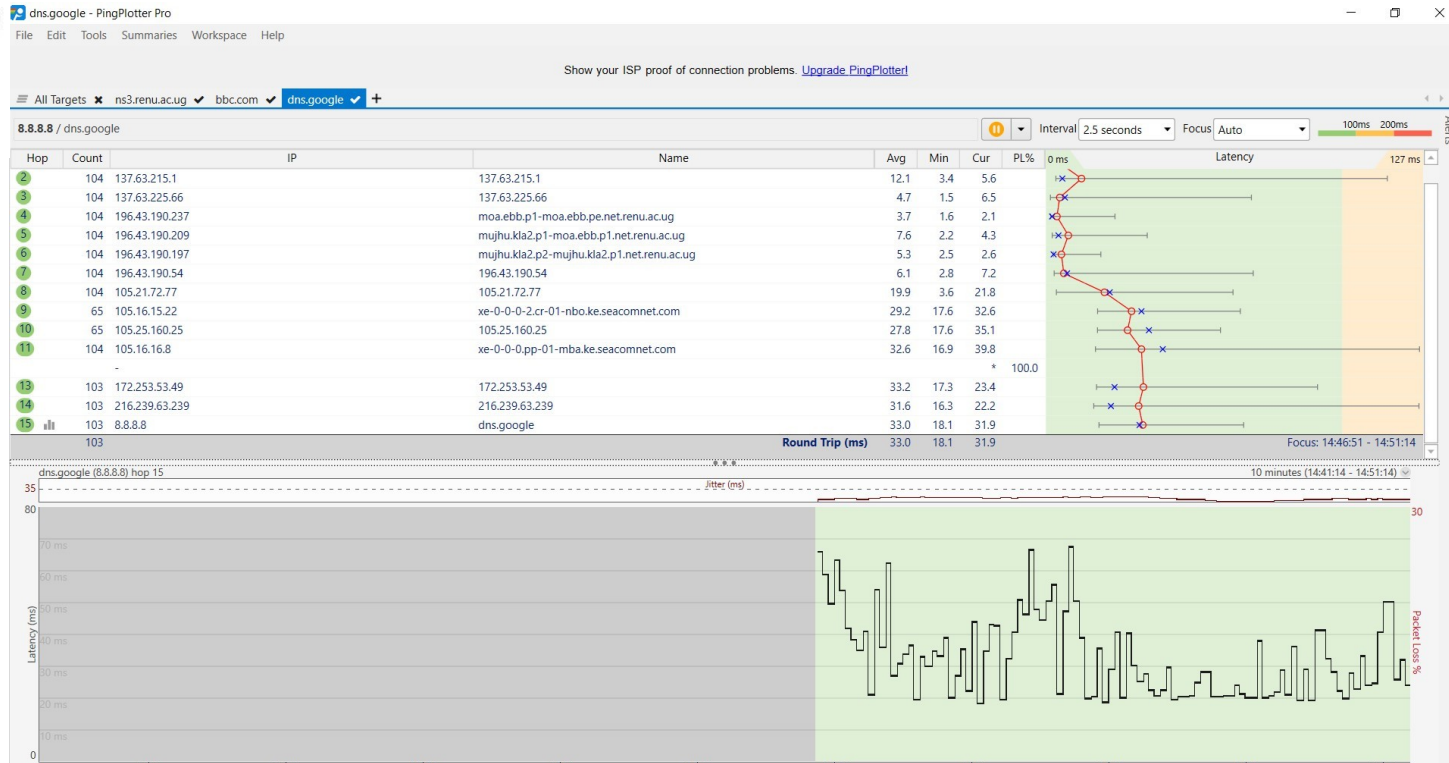 dns.google - PingPlotter Pro
File Edit Tools Summaries Workspace Help
Show your ISP proof of connection problems. Upgrade PingPlotter!
All Targets ns3.renu.ac.ug bbc.com dns.google +
8.8.8.8 / dns.google Interval 2.5 seconds Focus Auto 100ms 200ms Alerts
Hop Count IP Name Avg Min Cur PL% 0 ms Latency 127 ms
2 104 137.63.215.1 137.63.215.1 12.1 3.4 5.6
3 104 137.63.225.66 137.63.225.66 4.7 1.5 6.5
4 104 196.43.190.237 moa.ebb.p1-moa.ebb.pe.net.renu.ac.ug 3.7 1.6 2.1
5 104 196.43.190.209 mujhu.kla2.p1-moa.ebb.p1.net.renu.ac.ug 7.6 2.2 4.3
6 104 196.43.190.197 mujhu.kla2.p2-mujhu.kla2.p1.net.renu.ac.ug 5.3 2.5 2.6
7 104 196.43.190.54 196.43.190.54 6.1 2.8 7.2
8 104 105.21.72.77 105.21.72.77 19.9 3.6 21.8
9 65 105.16.15.22 xe-0-0-0-2.cr-01-nbo.ke.seacomnet.com 29.2 17.6 32.6
10 65 105.25.160.25 105.25.160.25 27.8 17.6 35.1
11 104 105.16.16.8 xe-0-0-0.pp-01-mba.ke.seacomnet.com 32.6 16.9 39.8
- * 100.0
13 103 172.253.53.49 172.253.53.49 33.2 17.3 23.4
14 103 216.239.63.239 216.239.63.239 31.6 16.3 22.2
15 103 8.8.8.8 dns.google 33.0 18.1 31.9
103 Round Trip (ms) 33.0 18.1 31.9 Focus: 14:46:51 - 14:51:14
dns.google (8.8.8.8) hop 15 10 minutes (14:41:14 - 14:51:14)
35 Jitter (ms)
80 30
70 ms
60 ms
50 ms
40 ms
30 ms
20 ms
10 ms
0
Latency (ms)
Packet Loss %